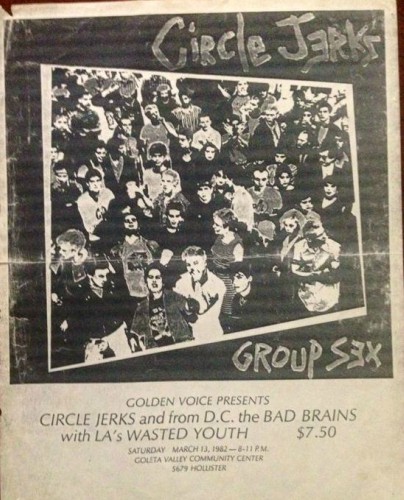 CIRCLE JERKS
GROUP SEX
GOLDEN VOICE PRESENTS
CIRCLE JERKS and from D.C. the BAD BRAINS
with LA's WASTED YOUTH $7.50
SATURDAY MARCH 13, 1982 — 8-11 P.M.
GOLETA VALLEY COMMUNITY CENTER
5679 HOLLISTER